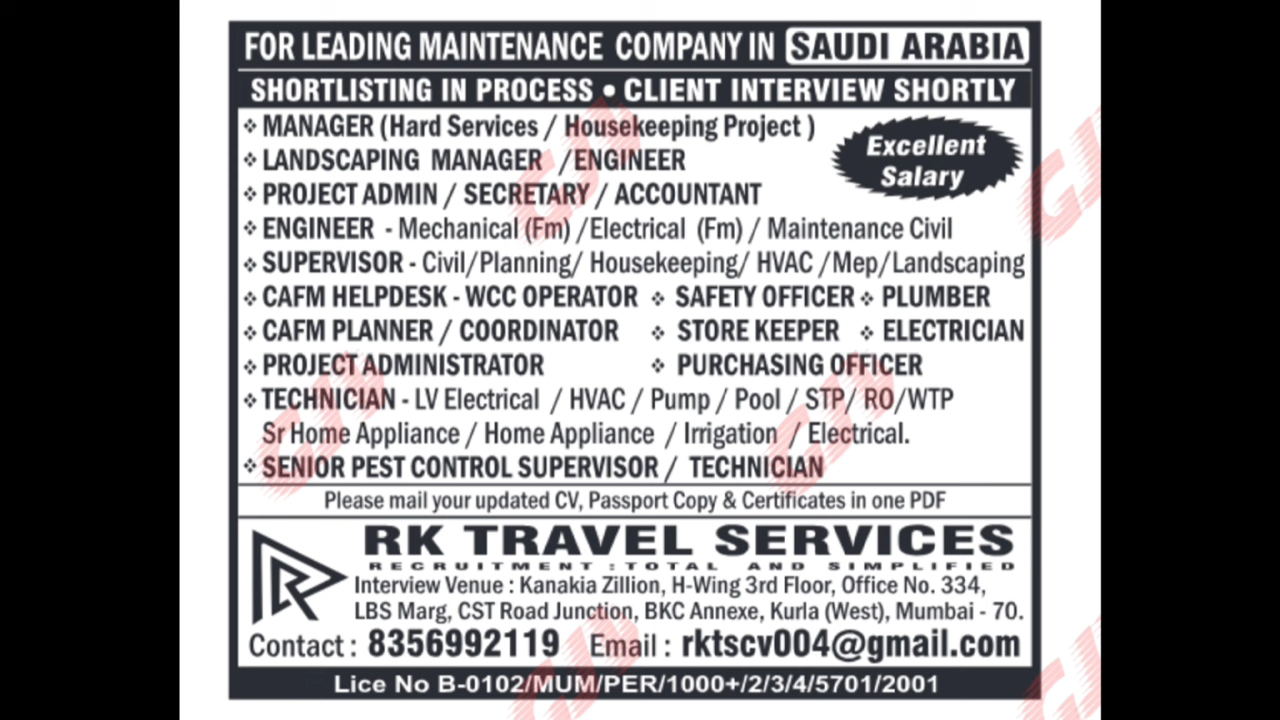 FOR LEADING MAINTENANCE COMPANY IN SAUDI ARABIA
SHORTLISTING IN PROCESS • CLIENT INTERVIEW SHORTLY
❖ MANAGER (Hard Services / Housekeeping Project )
Excellent
Salary
❖ LANDSCAPING MANAGER /ENGINEER
❖ PROJECT ADMIN / SECRETARY / ACCOUNTANT
❖ ENGINEER - Mechanical (Fm) /Electrical (Fm) / Maintenance Civil
❖ SUPERVISOR - Civil/Planning/ Housekeeping/ HVAC /Mep/Landscaping
❖ CAFM HELPDESK - WCC OPERATOR ❖ SAFETY OFFICER ❖ PLUMBER
❖ CAFM PLANNER / COORDINATOR ❖ STORE KEEPER ❖ ELECTRICIAN
❖ PROJECT ADMINISTRATOR ❖ PURCHASING OFFICER
❖ TECHNICIAN - LV Electrical / HVAC / Pump / Pool / STP/ RO/WTP
Sr Home Appliance / Home Appliance / Irrigation / Electrical.
❖ SENIOR PEST CONTROL SUPERVISOR / TECHNICIAN
Please mail your updated CV, Passport Copy & Certificates in one PDF
RK TRAVEL SERVICES
RECRUITMENT : TOTAL AND SIMPLIFIED
Interview Venue : Kanakia Zillion, H-Wing 3rd Floor, Office No. 334,
LBS Marg, CST Road Junction, BKC Annexe, Kurla (West), Mumbai - 70.
Contact : 8356992119 Email : rktscv004@gmail.com
Lice No B-0102/MUM/PER/1000+/2/3/4/5701/2001